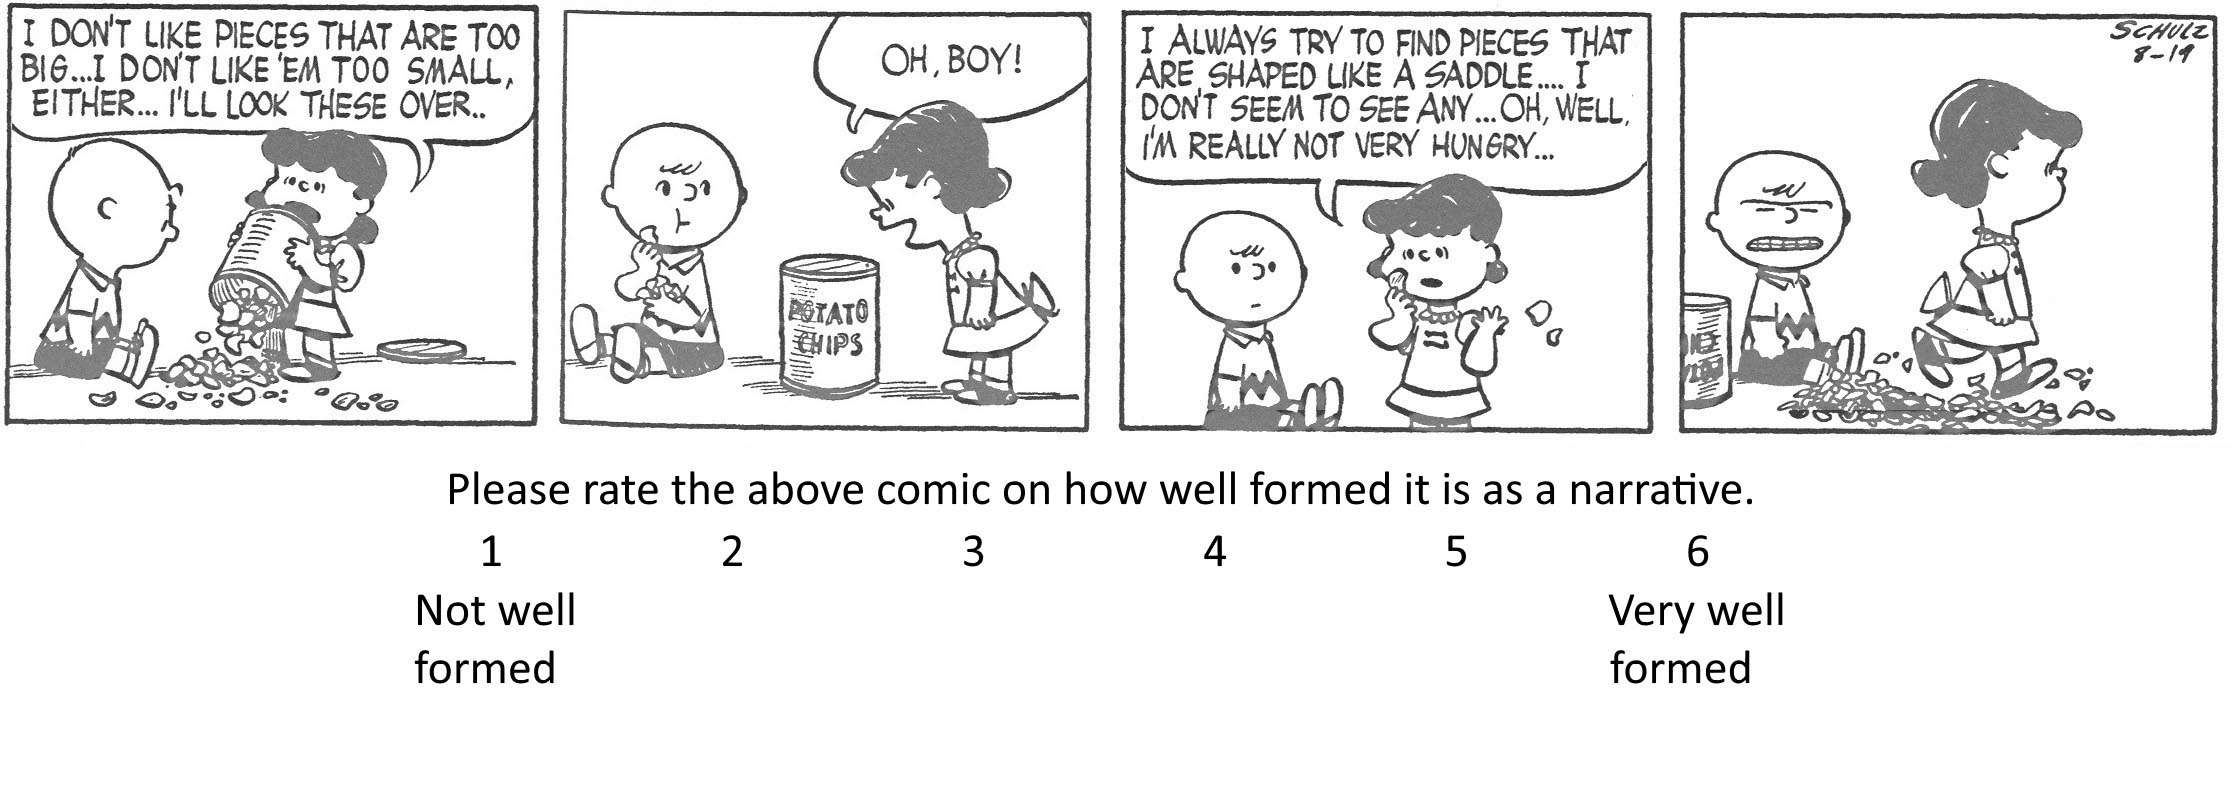 I DON'T LIKE PIECES THAT ARE TOO
BIG...I DON'T LIKE 'EM TOO SMALL,
EITHER... I'LL LOOK THESE OVER..
OH, BOY!
POTATO
CHIPS
I ALWAYS TRY TO FIND PIECES THAT
ARE SHAPED LIKE A SADDLE.... I
DON'T SEEM TO SEE ANY...OH, WELL,
I'M REALLY NOT VERY HUNGRY...
SCHULZ
8-19
Please rate the above comic on how well formed it is as a narrative.
1 2 3 4 5 6
Not well
formed
Very well
formed